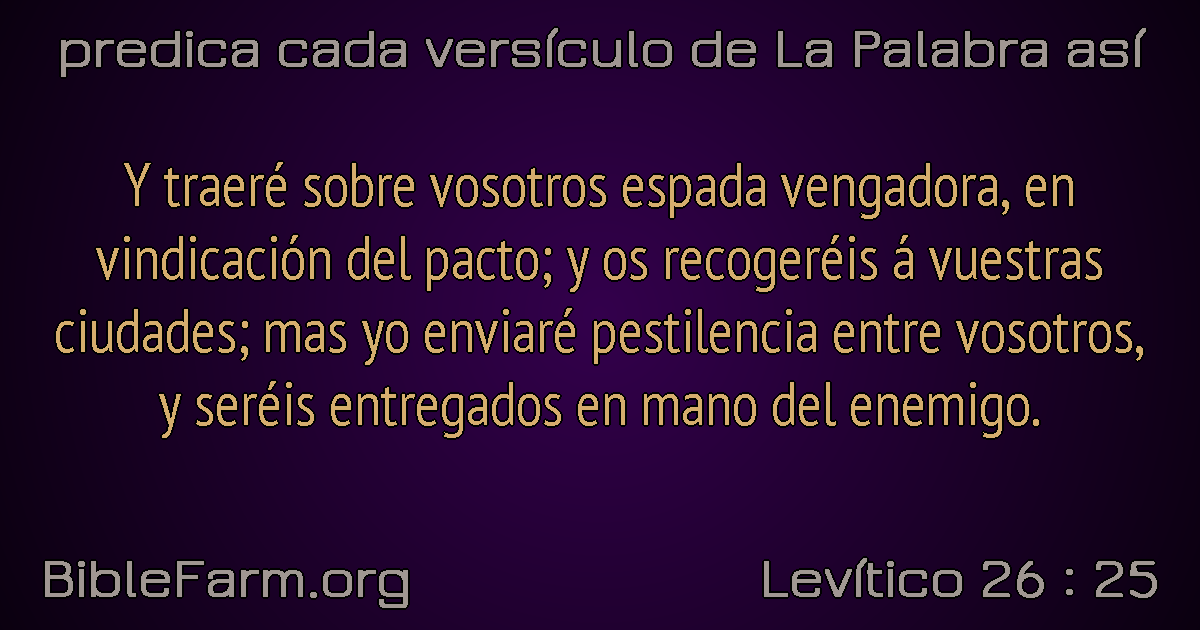 predica cada versículo de La Palabra así
Y traeré sobre vosotros espada vengadora, en
vindicación del pacto; y os recogeréis á vuestras
ciudades; mas yo enviaré pestilencia entre vosotros,
y seréis entregados en mano del enemigo.
BibleFarm.org
Levítico 26 : 25